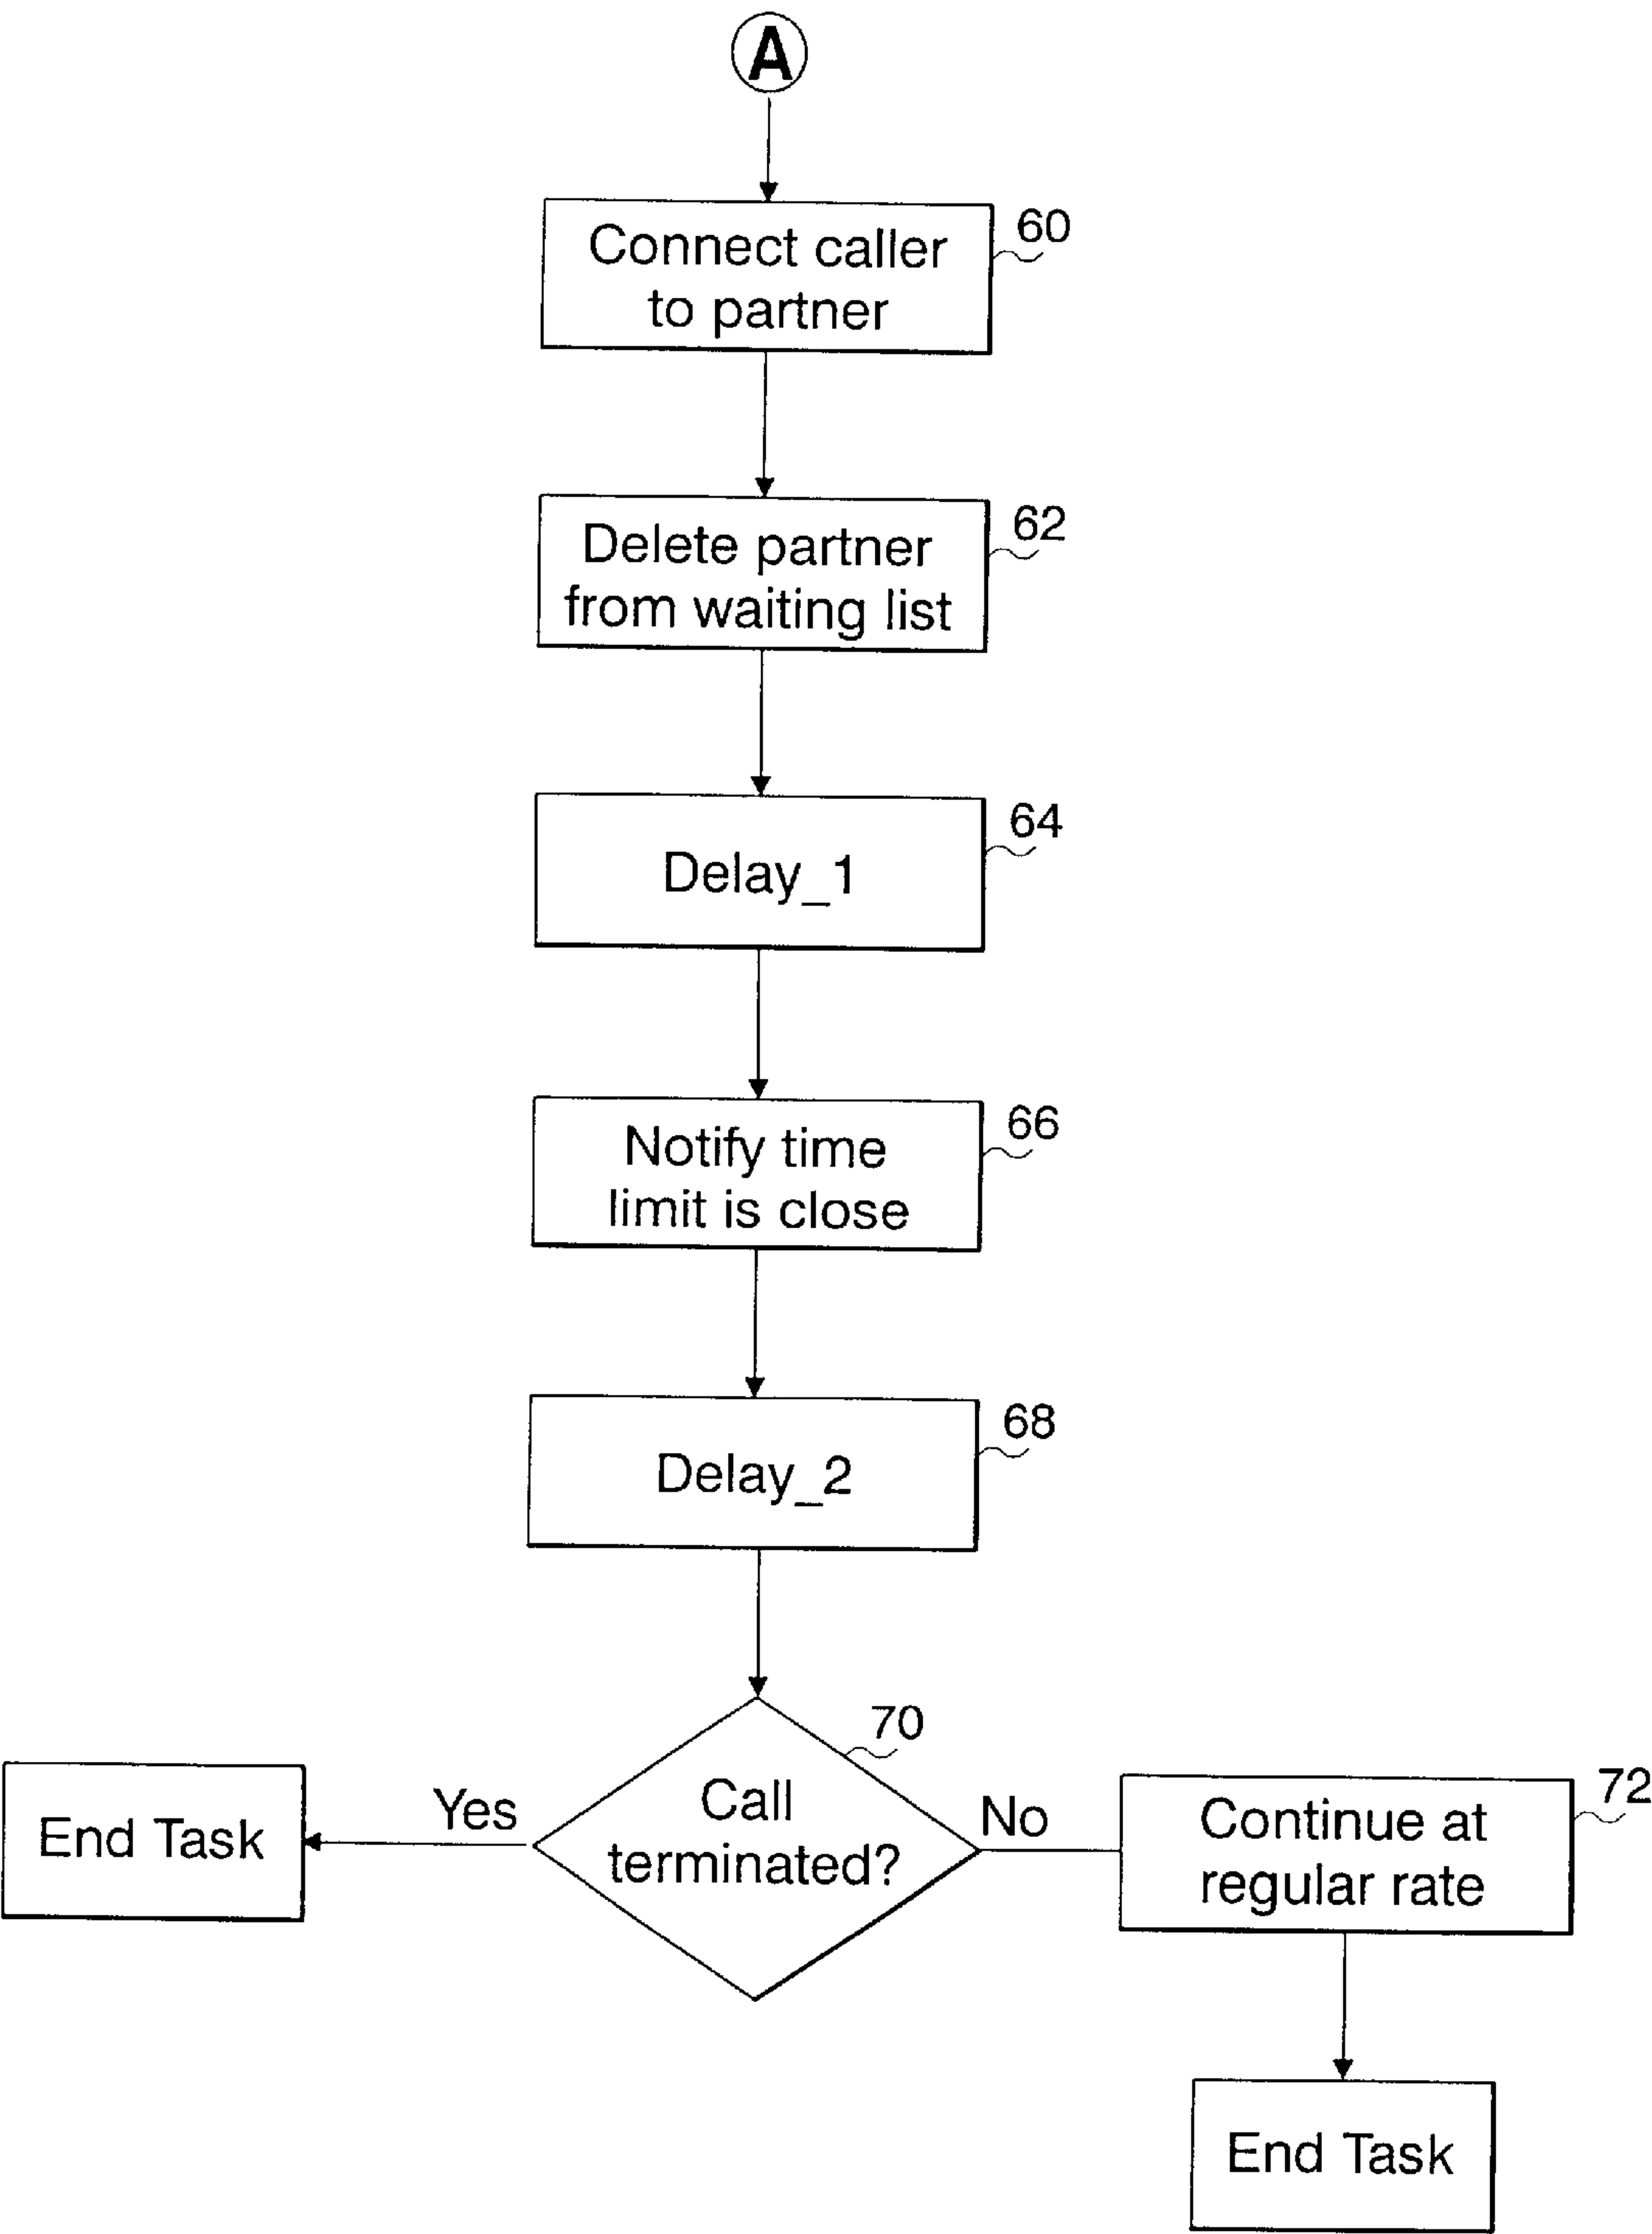 A
Connect caller
to partner
60
Delete partner
from waiting list
62
Delay_1
64
Notify time
limit is close
66
Delay_2
68
70
Call
terminated?
Yes
End Task
No
Continue at
regular rate
72
End Task